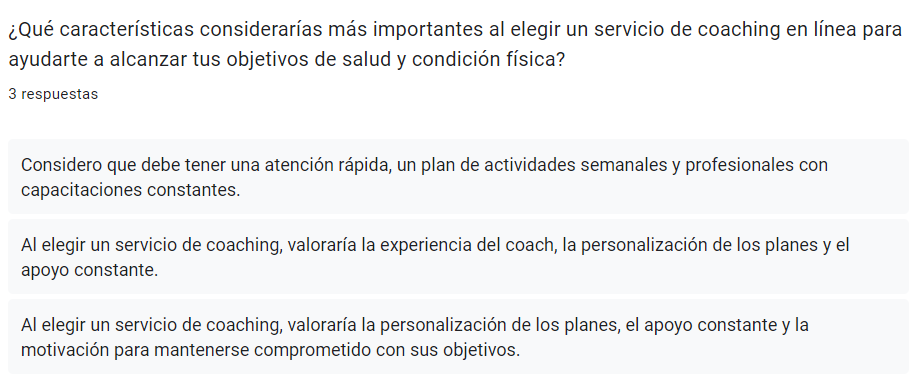 ¿Qué características considerarías más importantes al elegir un servicio de coaching en línea para
ayudarte a alcanzar tus objetivos de salud y condición física?
3 respuestas
Considero que debe tener una atención rápida, un plan de actividades semanales y profesionales con
capacitaciones constantes.
Al elegir un servicio de coaching, valoraría la experiencia del coach, la personalización de los planes y el
apoyo constante.
Al elegir un servicio de coaching, valoraría la personalización de los planes, el apoyo constante y la
motivación para mantenerse comprometido con sus objetivos.